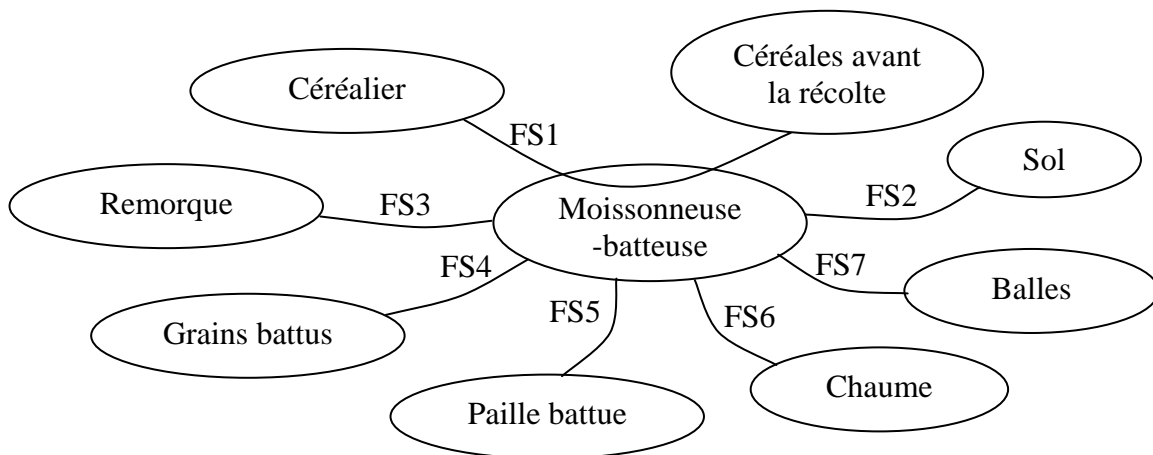 Céréalier
Céréales avant
la récolte
FS1
Sol
Remorque
FS3
Moissonneuse
-batteuse
FS2
FS4
FS7
Balles
Grains battus
FS5
FS6
Paille battue
Chaume